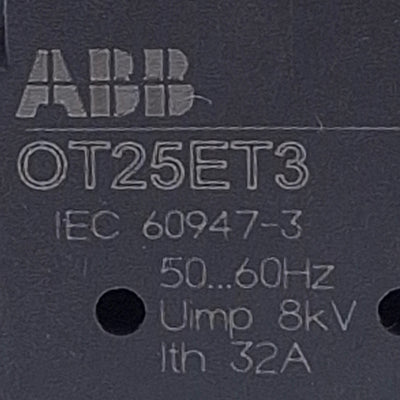 ABB
OT25ET3
IEC 60947-3
50...60Hz
Uimp 8kV
Ith 32A